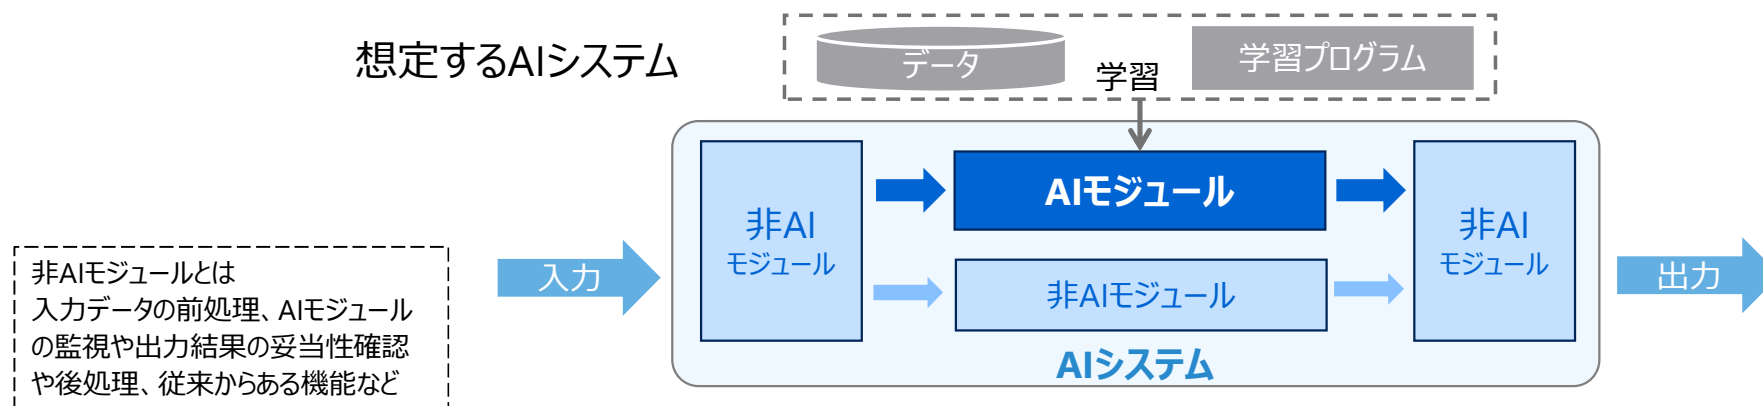 想定するAIシステム
データ
学習
学習プログラム
非AI
モジュール
AIモジュール
非AIモジュール
非AI
モジュール
AIシステム
入力
出力
非AIモジュールとは
入力データの前処理、AIモジュール
の監視や出力結果の妥当性確認
や後処理、従来からある機能など